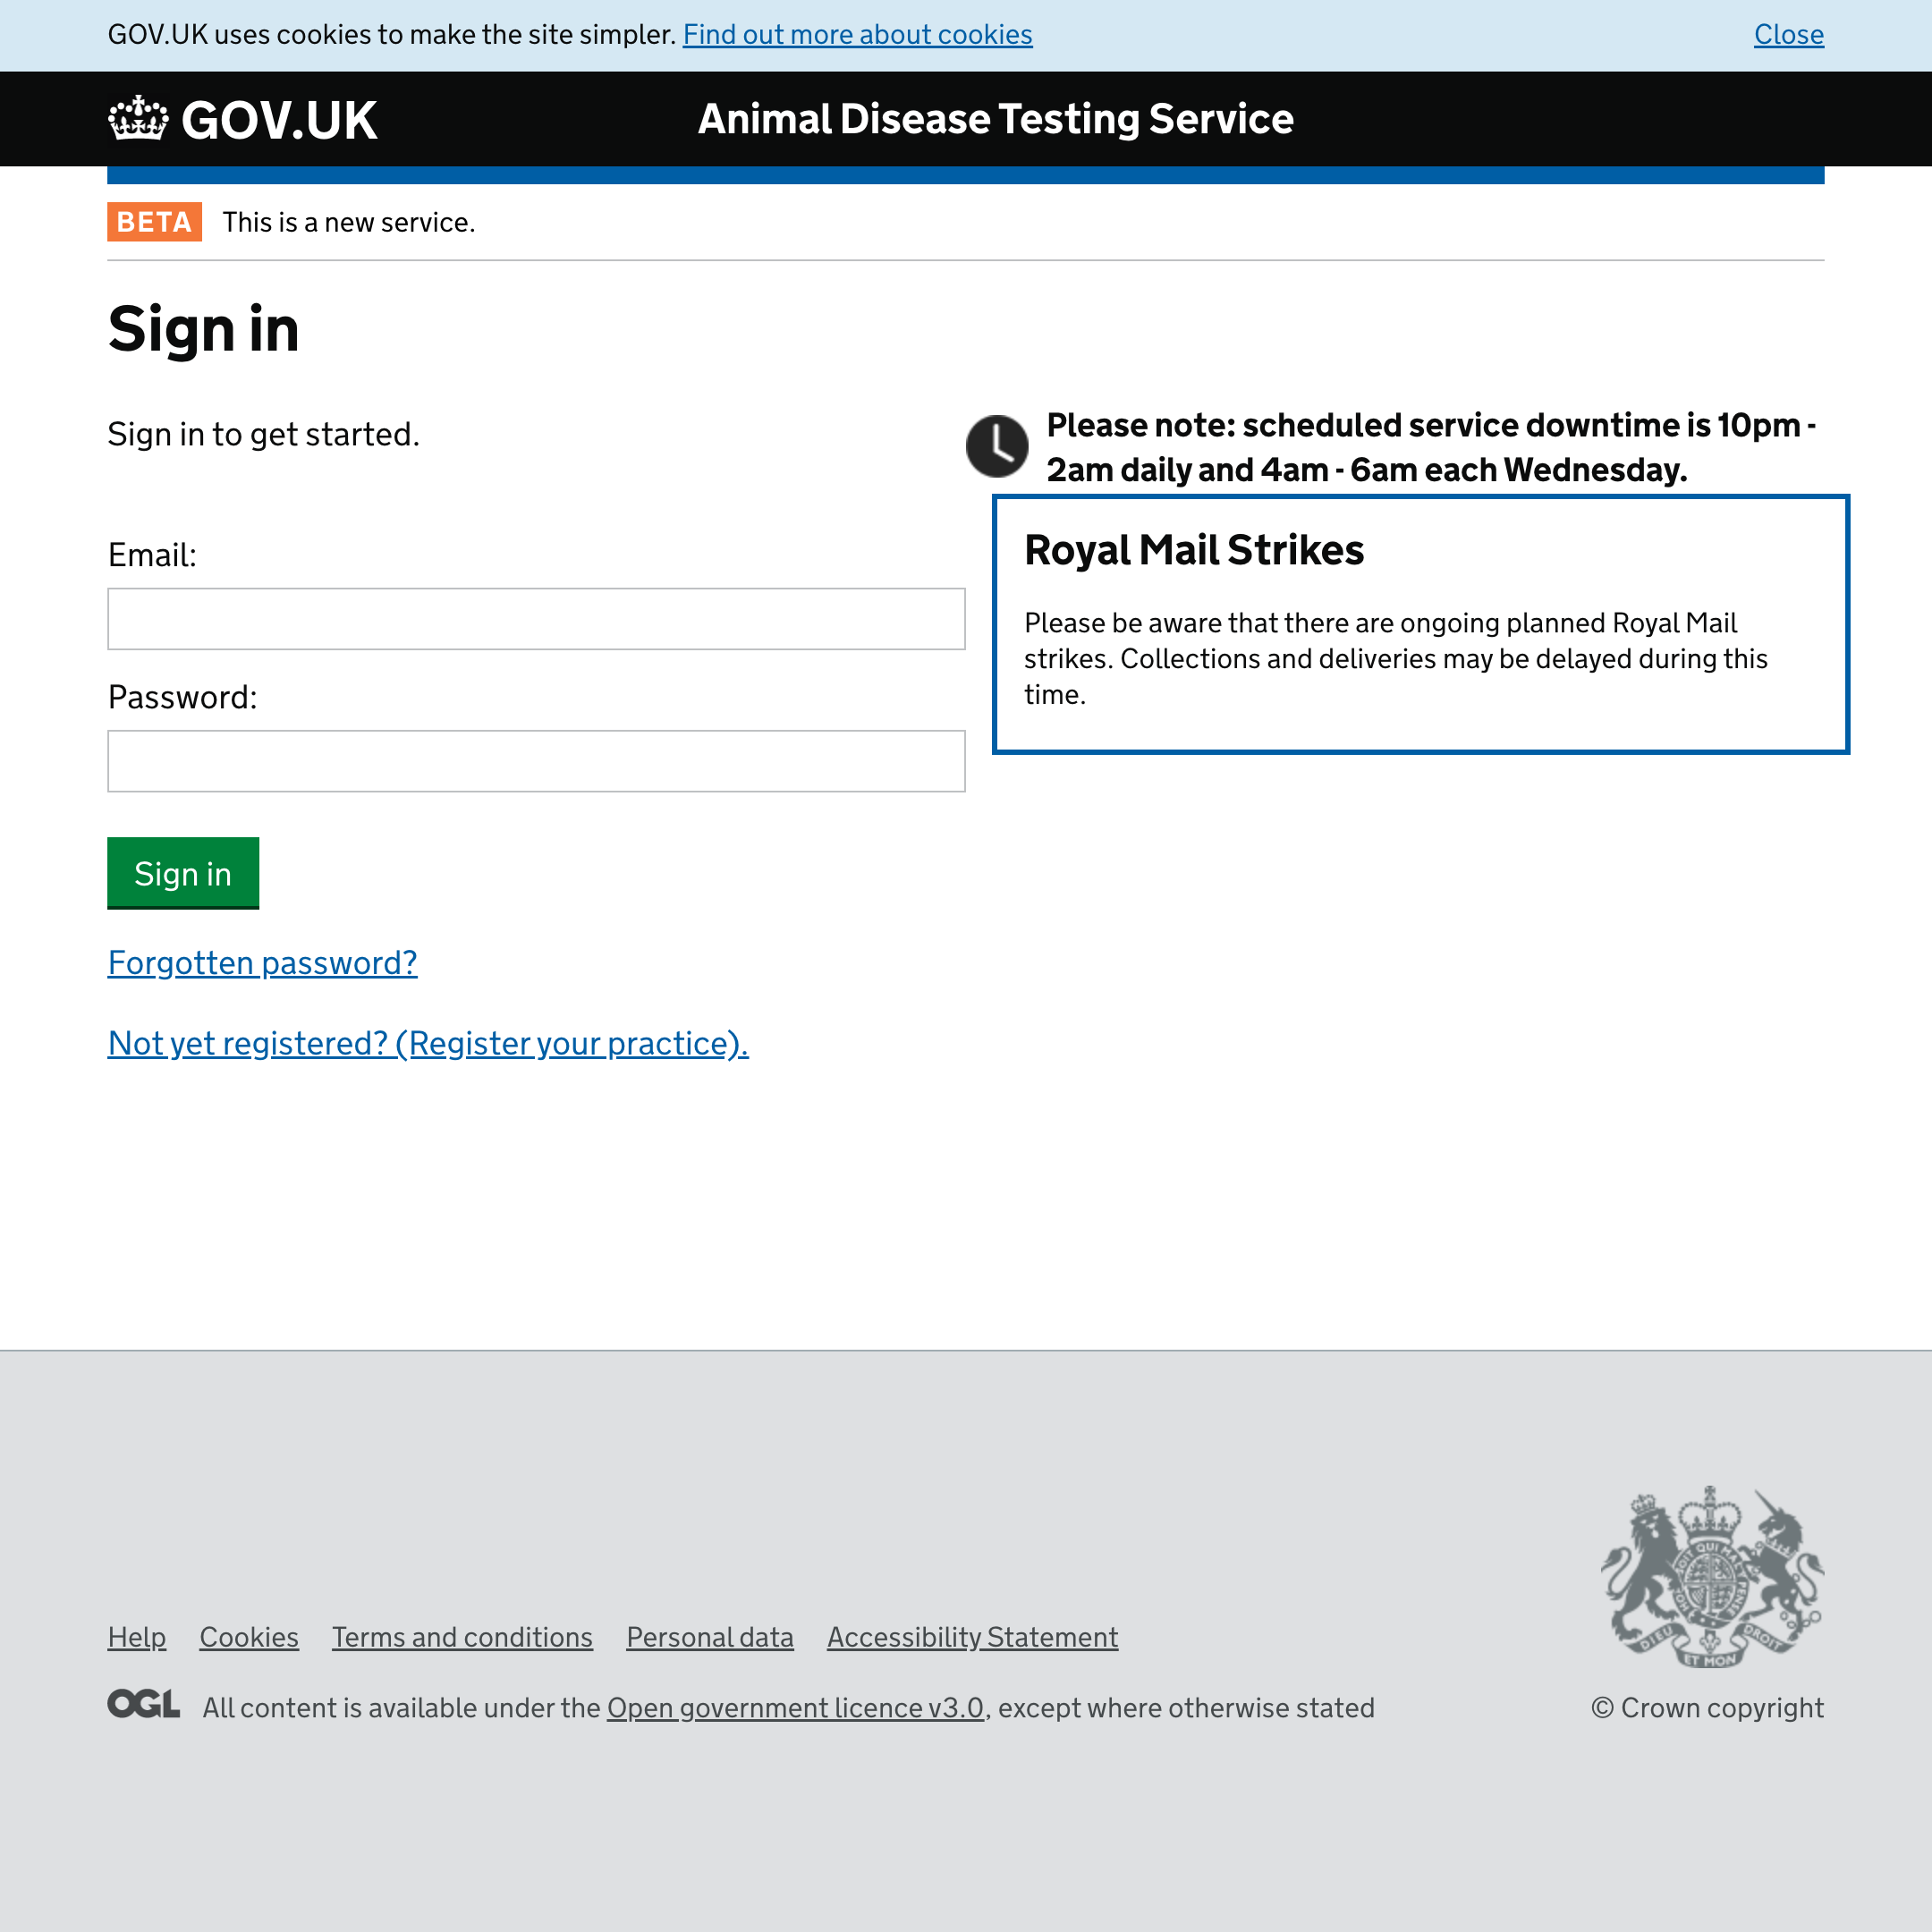 GOV.UK uses cookies to make the site simpler. Find out more about cookies
Close
GOV.UK
Animal Disease Testing Service
BETA This is a new service.
Sign in
Sign in to get started.
Please note: scheduled service downtime is 10pm -
2am daily and 4am - 6am each Wednesday.
Royal Mail Strikes
Please be aware that there are ongoing planned Royal Mail
strikes. Collections and deliveries may be delayed during this
time.
Email:
Password:
Sign in
Forgotten password?
Not yet registered? (Register your practice).
Help Cookies Terms and conditions Personal data Accessibility Statement
DIEU ET MON DROIT
OGL All content is available under the Open government licence v3.0, except where otherwise stated
© Crown copyright